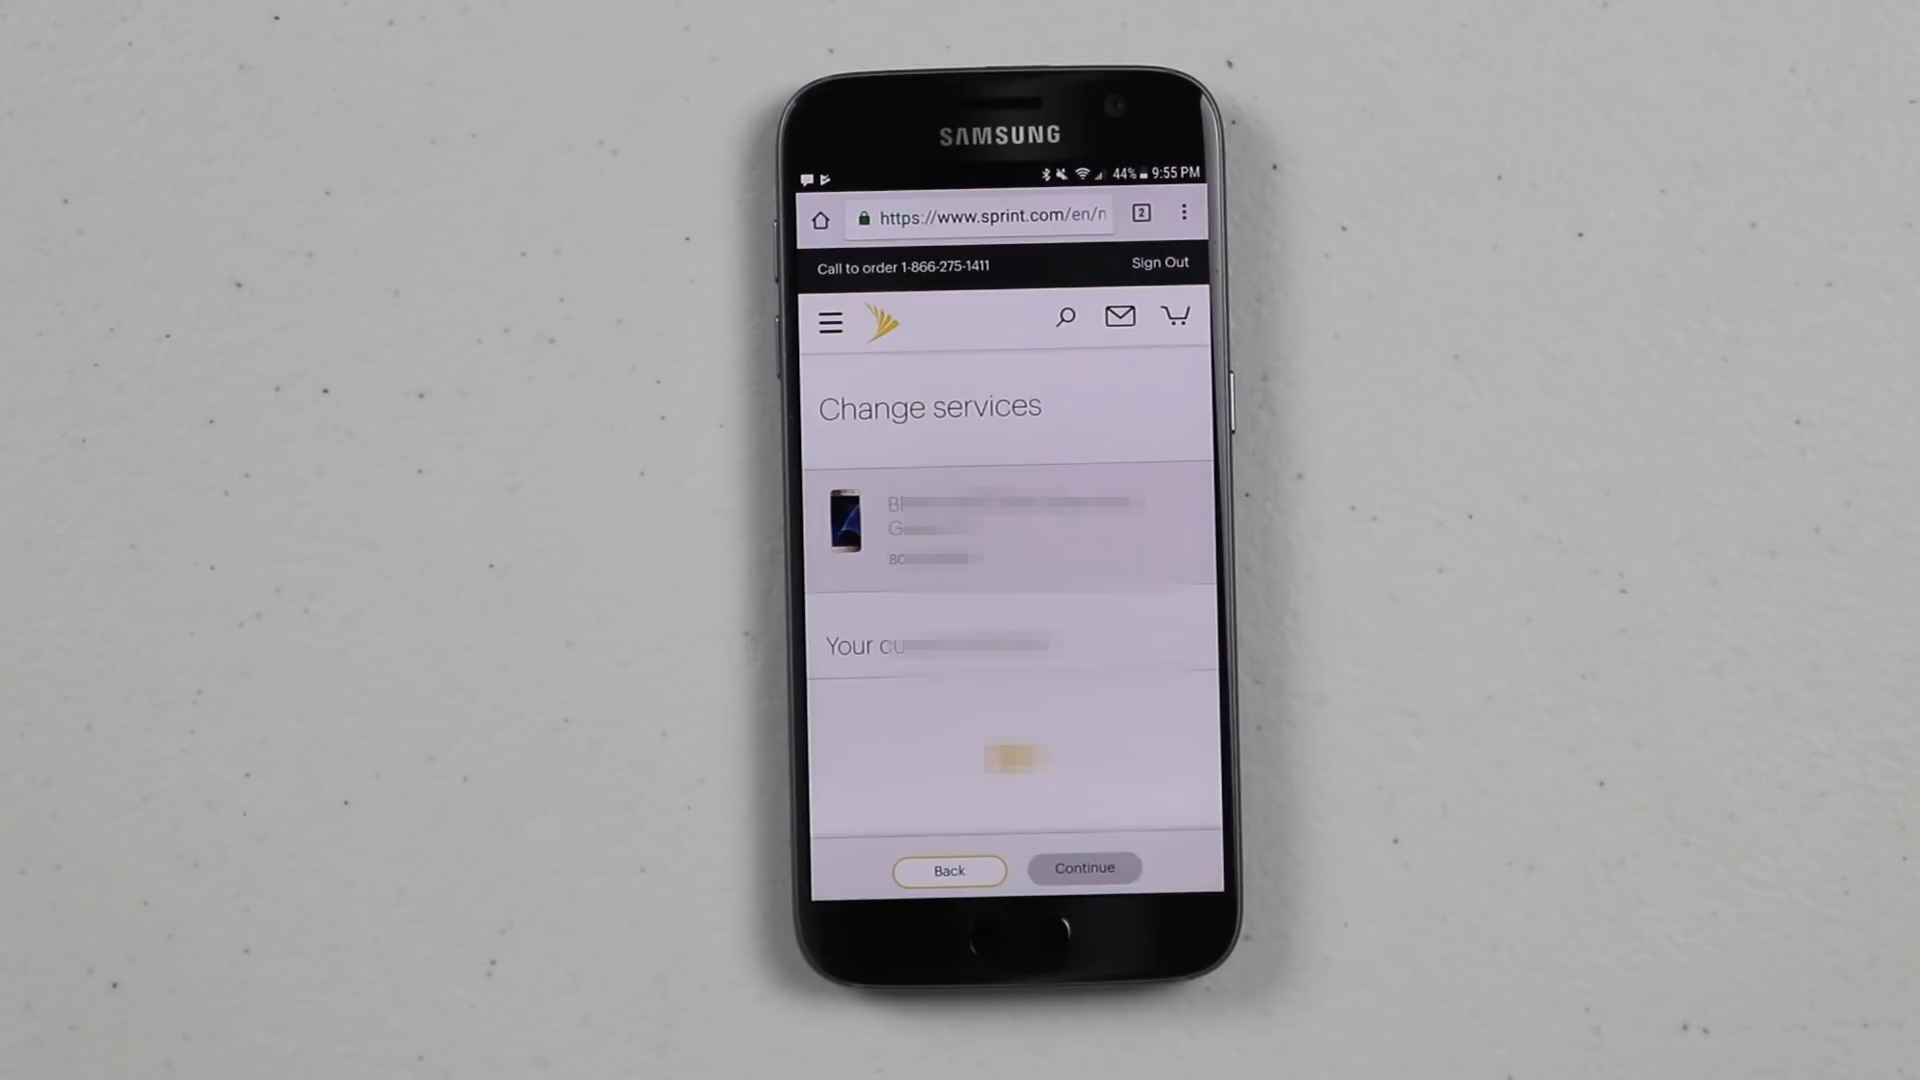 SAMSUNG
44% 9:55 PM
https://www.sprint.com/en/n
2
Call to order 1-866-275-1411
Sign Out
Change services
Your
Back
Continue